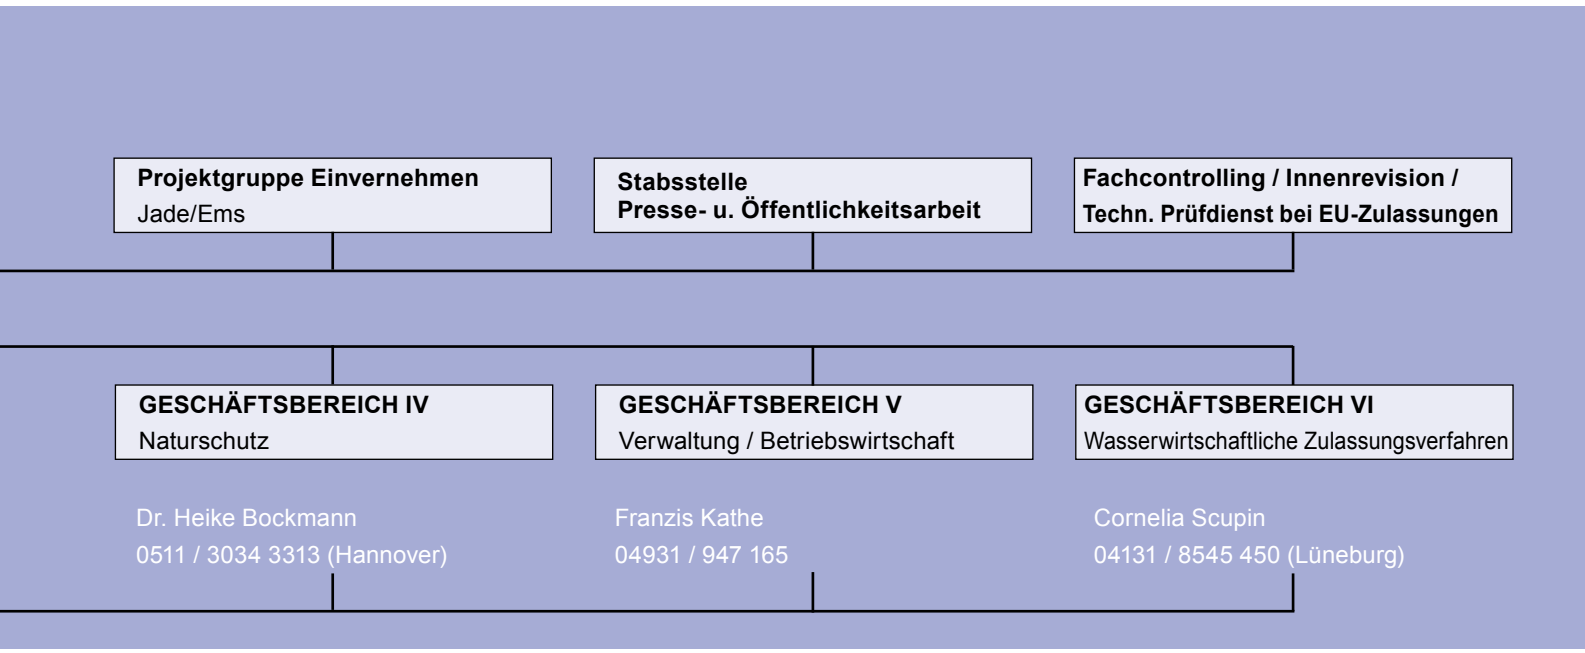 Projektgruppe Einvernehmen
Jade/Ems
Stabsstelle
Presse- u. Öffentlichkeitsarbeit
Fachcontrolling / Innenrevision /
Techn. Prüfdienst bei EU-Zulassungen
GESCHÄFTSBEREICH IV
Naturschutz
GESCHÄFTSBEREICH V
Verwaltung / Betriebswirtschaft
GESCHÄFTSBEREICH VI
Wasserwirtschaftliche Zulassungsverfahren
Dr. Heike Bockmann
0511 / 3034 3313 (Hannover)
Franzis Kathe
04931 / 947 165
Cornelia Scupin
04131 / 8545 450 (Lüneburg)